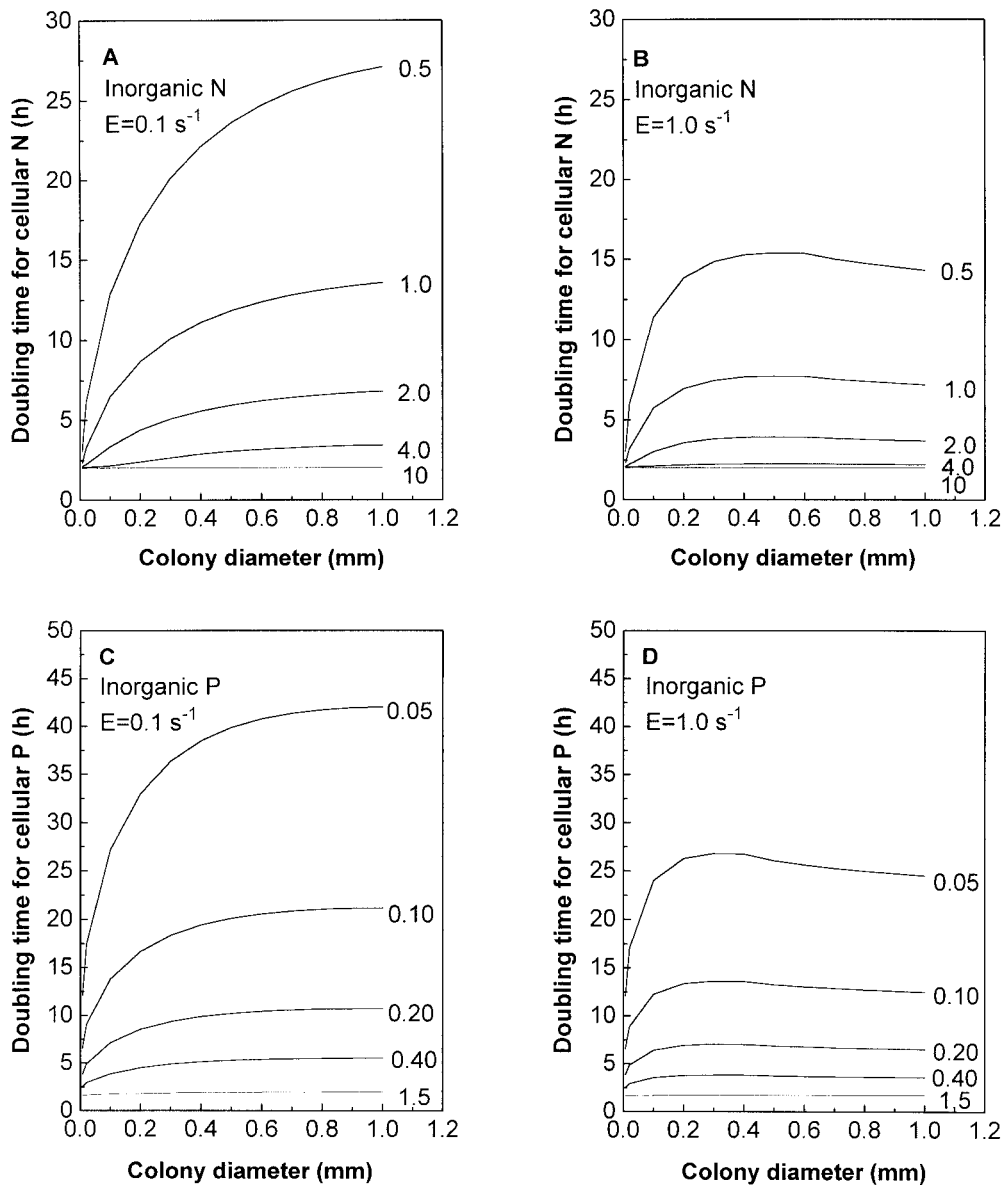 A
Inorganic N
E=0.1 s⁻¹
Doubling time for cellular N (h)
30
25
20
15
10
5
0
0.5
1.0
2.0
4.0
10
0.0 0.2 0.4 0.6 0.8 1.0 1.2
Colony diameter (mm)
B
Inorganic N
E=1.0 s⁻¹
Doubling time for cellular N (h)
30
25
20
15
10
5
0
0.5
1.0
2.0
4.0
10
0.0 0.2 0.4 0.6 0.8 1.0 1.2
Colony diameter (mm)
C
Inorganic P
E=0.1 s⁻¹
Doubling time for cellular P (h)
50
45
40
35
30
25
20
15
10
5
0
0.05
0.10
0.20
0.40
1.5
0.0 0.2 0.4 0.6 0.8 1.0 1.2
Colony diameter (mm)
D
Inorganic P
E=1.0 s⁻¹
Doubling time for cellular P (h)
50
45
40
35
30
25
20
15
10
5
0
0.05
0.10
0.20
0.40
1.5
0.0 0.2 0.4 0.6 0.8 1.0 1.2
Colony diameter (mm)